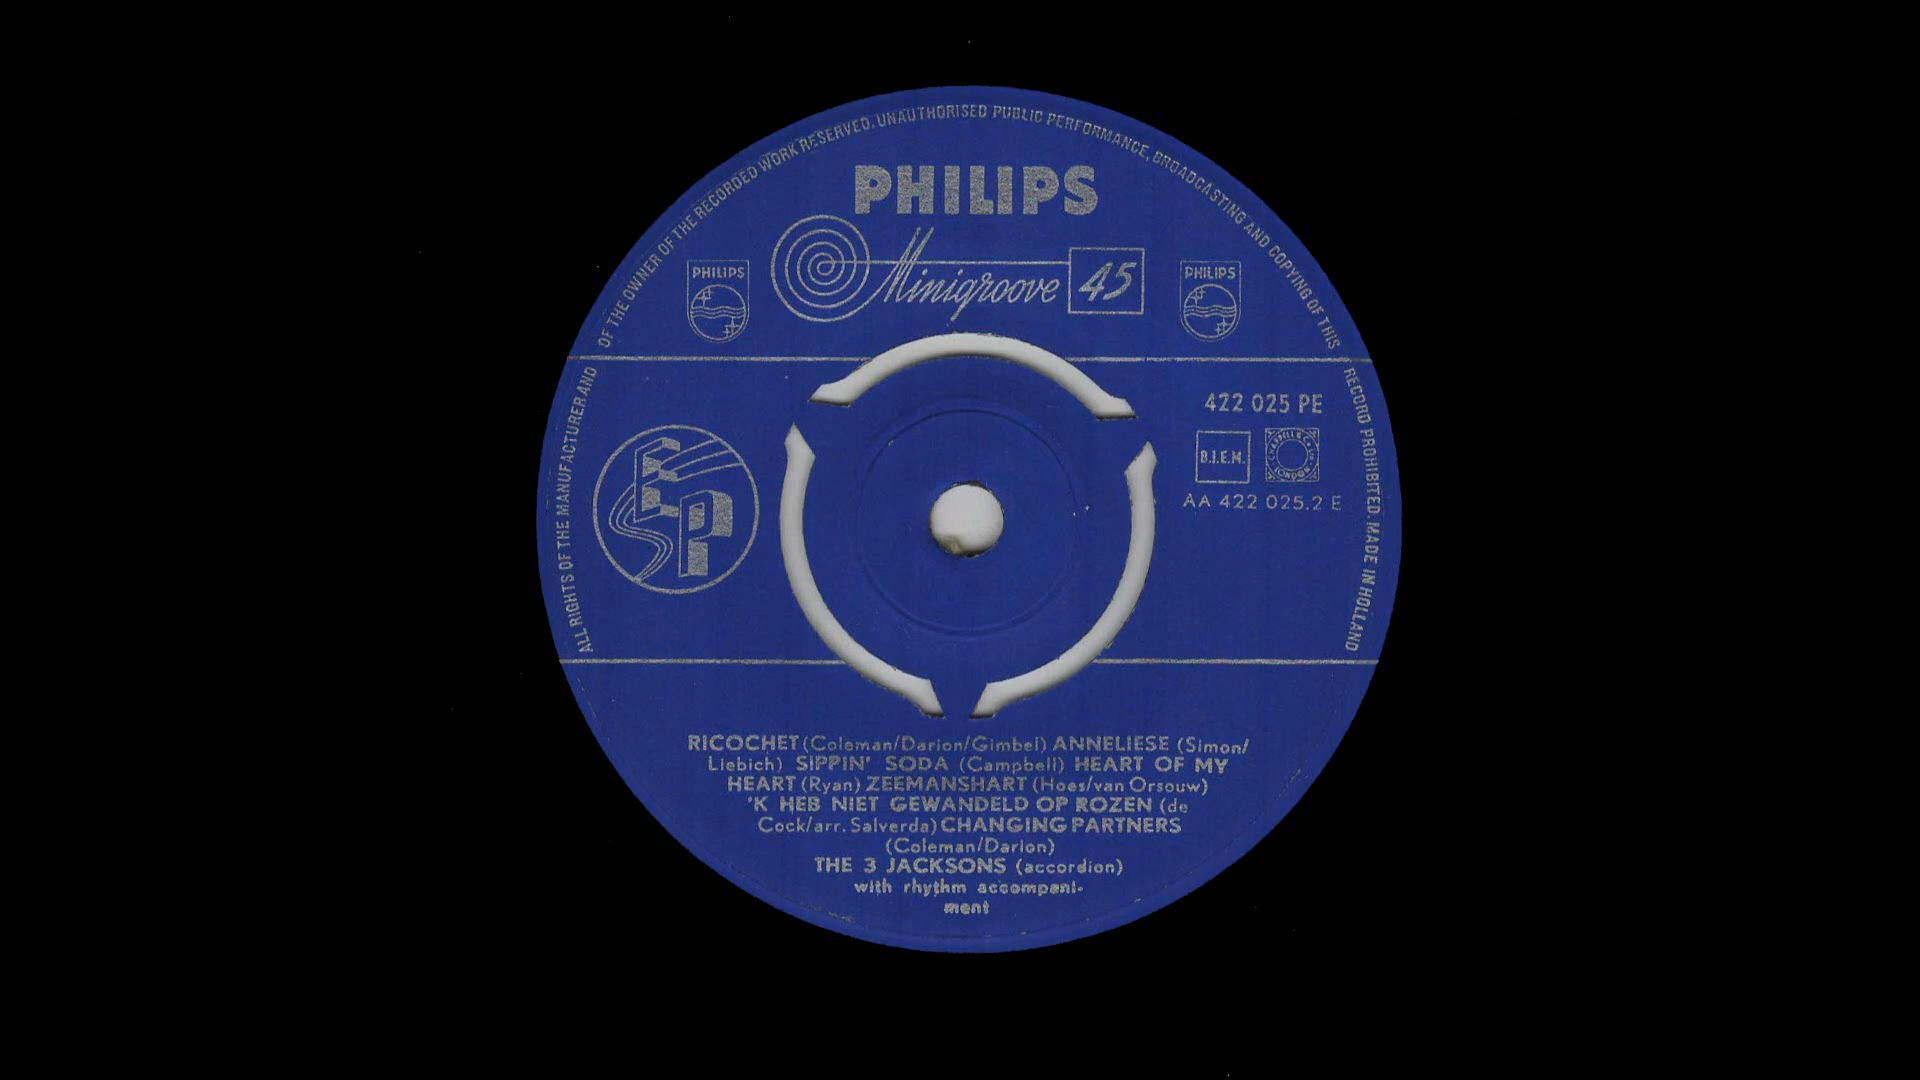 ALL RIGHTS OF THE MANUFACTURER AND OF THE OWNER OF THE RECORDED WORK RESERVED. UNAUTHORISED PUBLIC PERFORMANCE, BROADCASTING AND COPYING OF THIS RECORD PROHIBITED. MADE IN HOLLAND
PHILIPS
Minigroove 45
PHILIPS
PHILIPS
EP
422 025 PE
B.I.E.M.
CHAPPELL & Co Ltd LONDON
AA 422 025.2 E
RICOCHET (Coleman/Darion/Gimbel) ANNELIESE (Simon/
Liebich) SIPPIN' SODA (Campbell) HEART OF MY
HEART (Ryan) ZEEMANSHART (Hoes/van Orsouw)
'K HEB NIET GEWANDELD OP ROZEN (de
Cock/arr. Salverda) CHANGING PARTNERS
(Coleman/Darion)
THE 3 JACKSONS (accordion)
with rhythm accompani-
ment